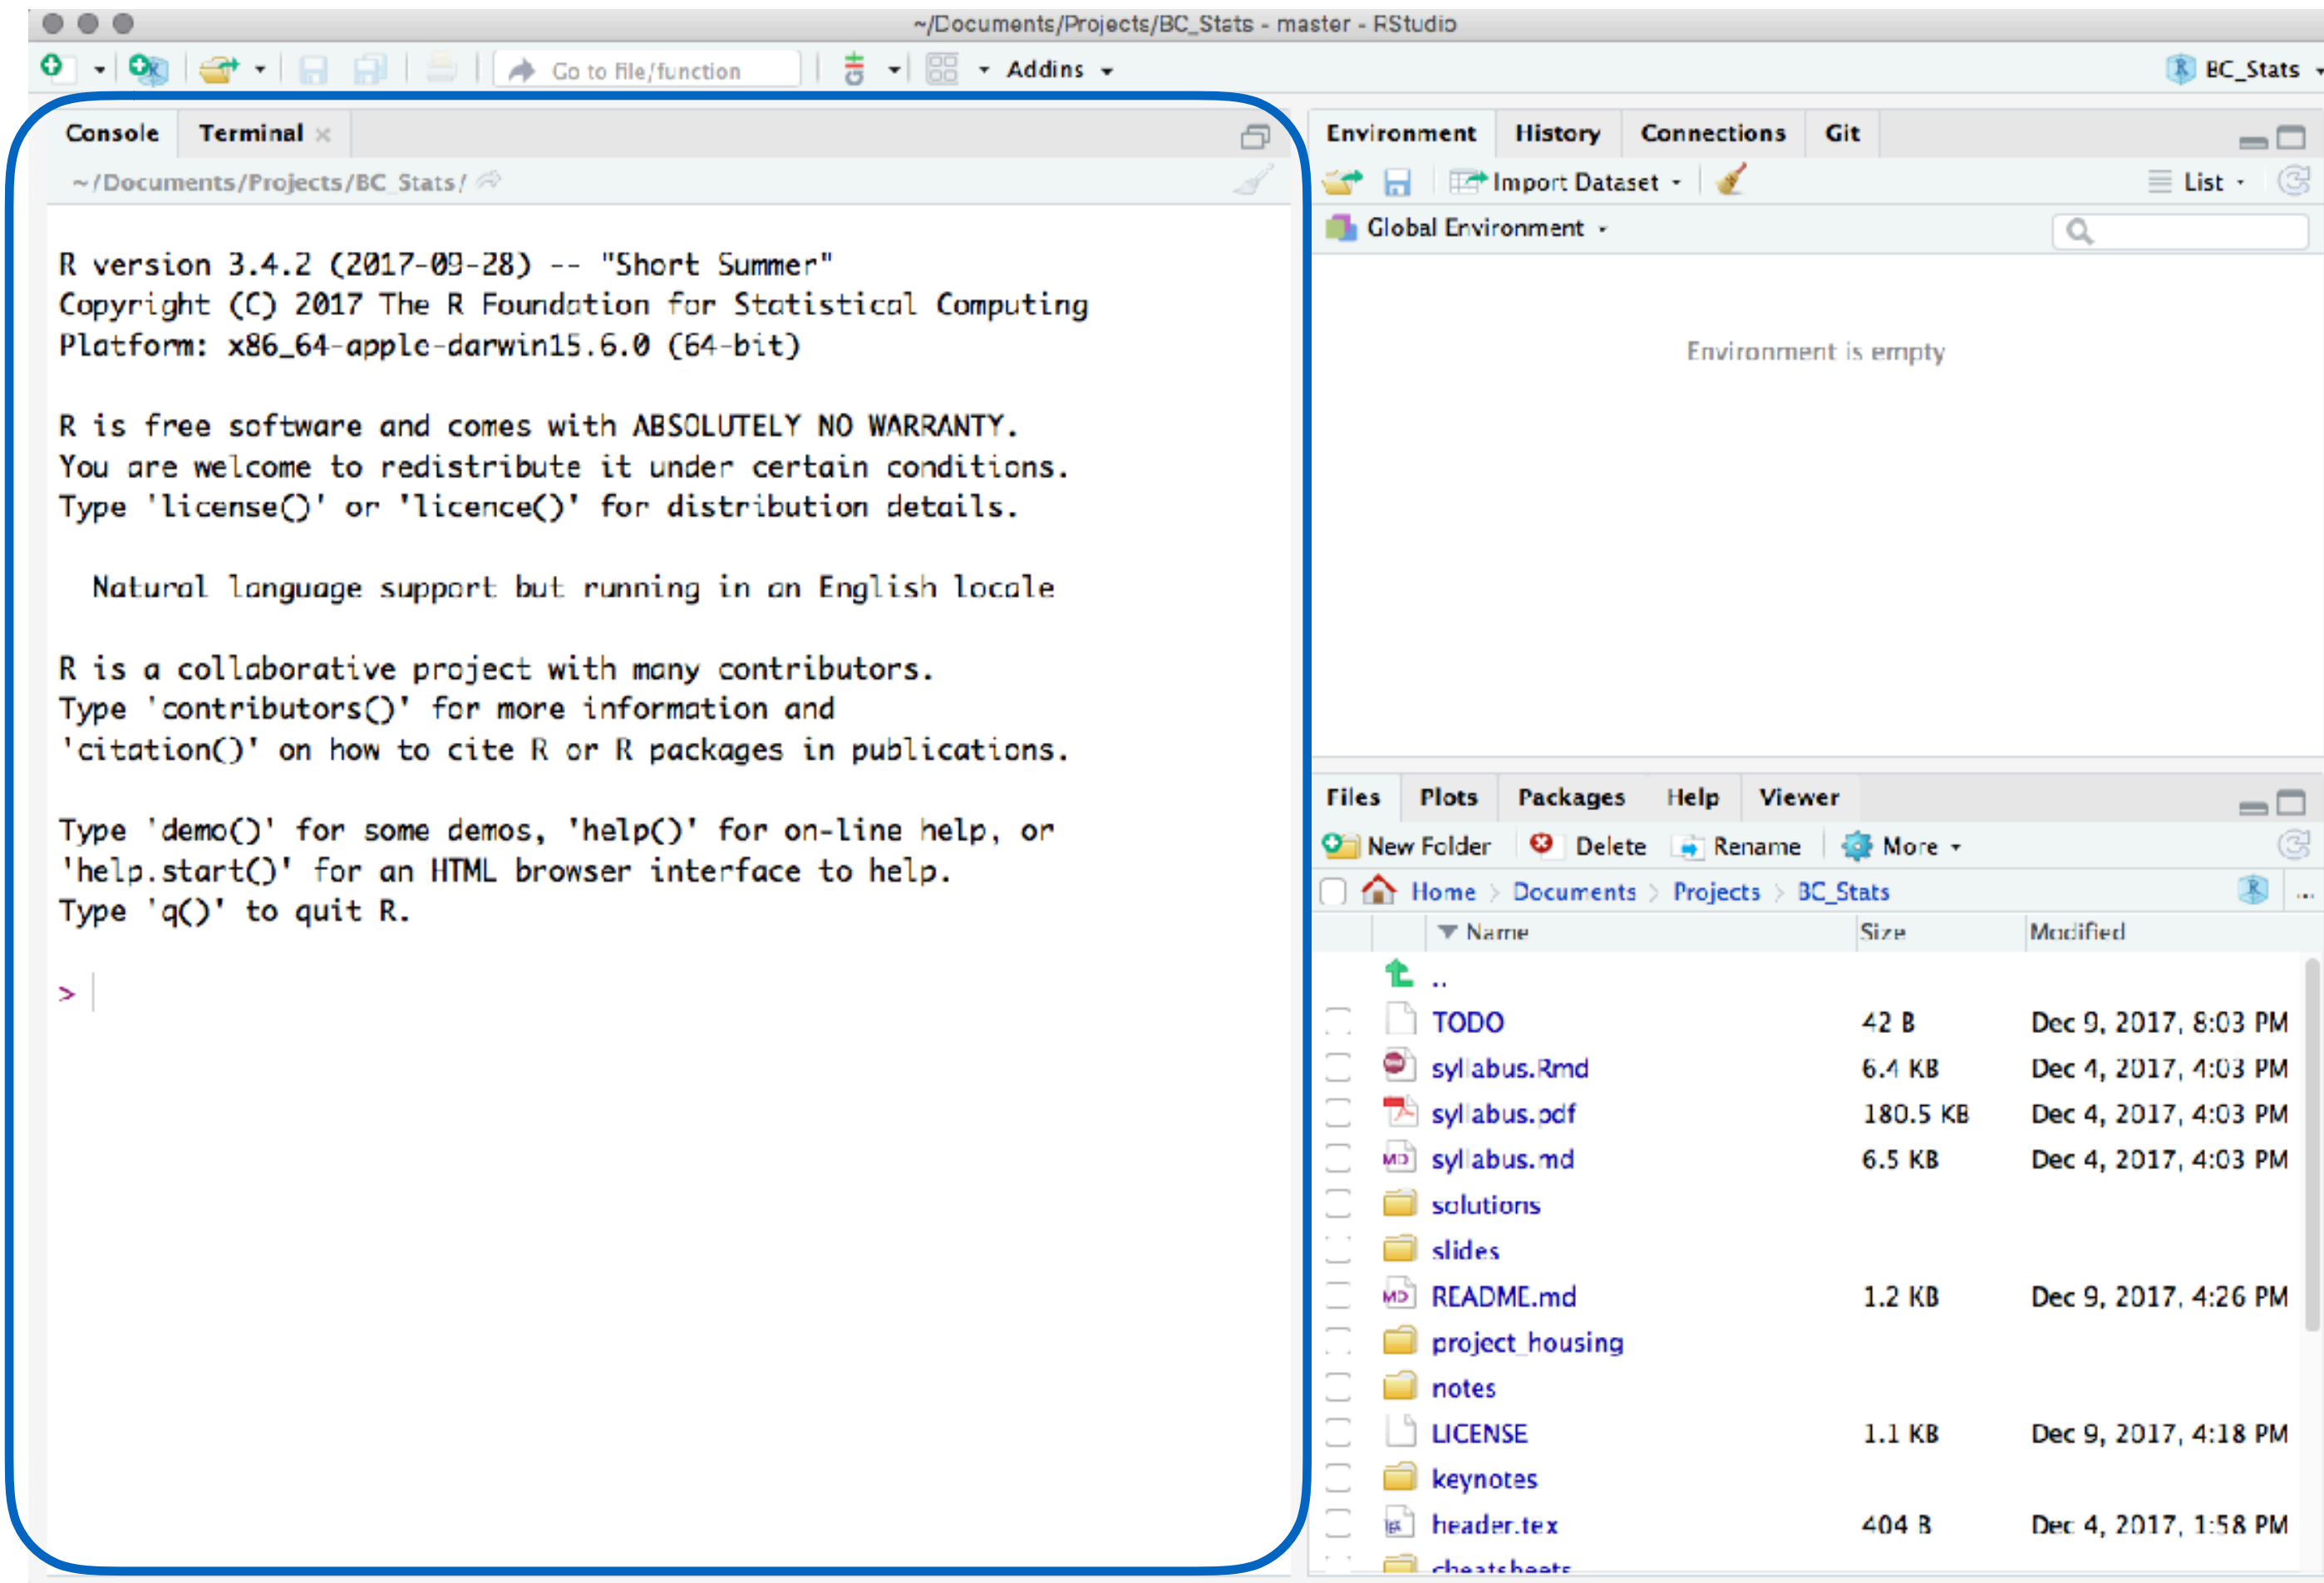 ~/Documents/Projects/BC_Stats - master - RStudio
Go to file/function
Addins
BC_Stats
Console Terminal
~/Documents/Projects/BC_Stats/
R version 3.4.2 (2017-09-28) -- "Short Summer"
Copyright (C) 2017 The R Foundation for Statistical Computing
Platform: x86_64-apple-darwin15.6.0 (64-bit)
R is free software and comes with ABSOLUTELY NO WARRANTY.
You are welcome to redistribute it under certain conditions.
Type 'license()' or 'licence()' for distribution details.
Natural language support but running in an English locale
R is a collaborative project with many contributors.
Type 'contributors()' for more information and
'citation()' on how to cite R or R packages in publications.
Type 'demo()' for some demos, 'help()' for on-line help, or
'help.start()' for an HTML browser interface to help.
Type 'q()' to quit R.
>
Environment History Connections Git
Import Dataset List
Global Environment
Environment is empty
Files Plots Packages Help Viewer
New Folder Delete Rename More
Home > Documents > Projects > BC_Stats ...
Name Size Modified
..
TODO 42 B Dec 9, 2017, 8:03 PM
syllabus.Rmd 6.4 KB Dec 4, 2017, 4:03 PM
syllabus.pdf 180.5 KB Dec 4, 2017, 4:03 PM
syllabus.md 6.5 KB Dec 4, 2017, 4:03 PM
solutions
slides
README.md 1.2 KB Dec 9, 2017, 4:26 PM
project_housing
notes
LICENSE 1.1 KB Dec 9, 2017, 4:18 PM
keynotes
header.tex 404 B Dec 4, 2017, 1:58 PM
cheatsheets